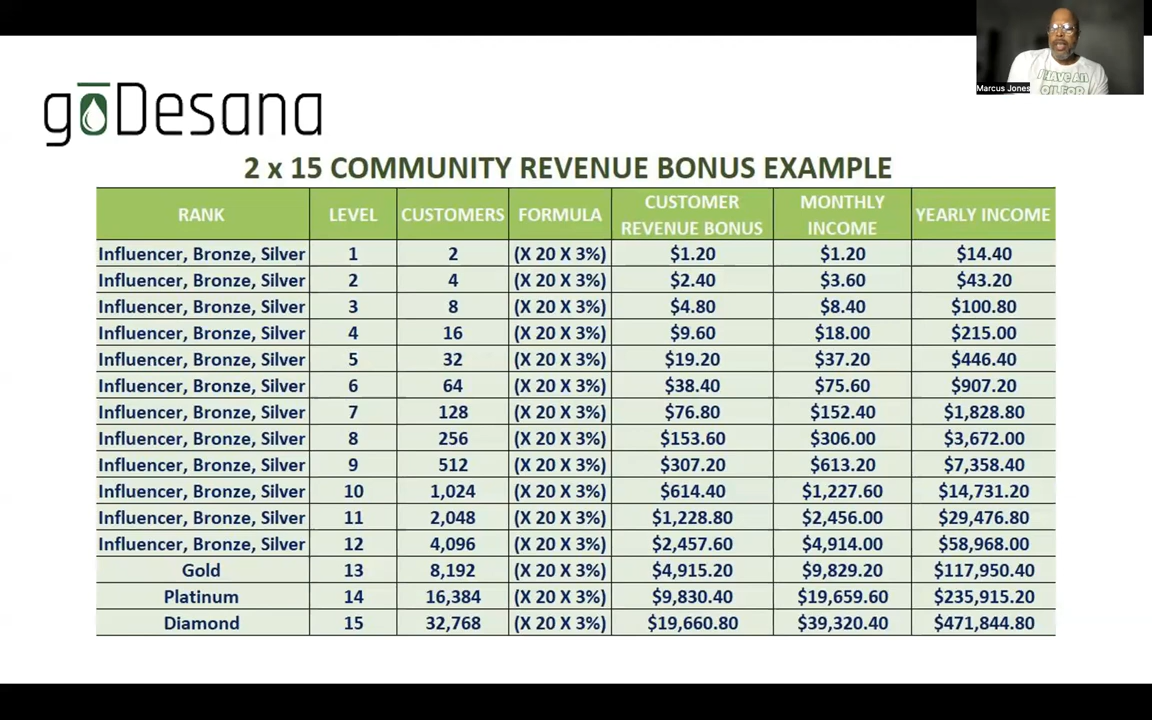 I HAVE AN
OIL FOR
Marcus Jones
gōDesana
2 x 15 COMMUNITY REVENUE BONUS EXAMPLE
RANK LEVEL CUSTOMERS FORMULA CUSTOMER REVENUE BONUS MONTHLY INCOME YEARLY INCOME
Influencer, Bronze, Silver 1 2 (X 20 X 3%) $1.20 $1.20 $14.40
Influencer, Bronze, Silver 2 4 (X 20 X 3%) $2.40 $3.60 $43.20
Influencer, Bronze, Silver 3 8 (X 20 X 3%) $4.80 $8.40 $100.80
Influencer, Bronze, Silver 4 16 (X 20 X 3%) $9.60 $18.00 $215.00
Influencer, Bronze, Silver 5 32 (X 20 X 3%) $19.20 $37.20 $446.40
Influencer, Bronze, Silver 6 64 (X 20 X 3%) $38.40 $75.60 $907.20
Influencer, Bronze, Silver 7 128 (X 20 X 3%) $76.80 $152.40 $1,828.80
Influencer, Bronze, Silver 8 256 (X 20 X 3%) $153.60 $306.00 $3,672.00
Influencer, Bronze, Silver 9 512 (X 20 X 3%) $307.20 $613.20 $7,358.40
Influencer, Bronze, Silver 10 1,024 (X 20 X 3%) $614.40 $1,227.60 $14,731.20
Influencer, Bronze, Silver 11 2,048 (X 20 X 3%) $1,228.80 $2,456.00 $29,476.80
Influencer, Bronze, Silver 12 4,096 (X 20 X 3%) $2,457.60 $4,914.00 $58,968.00
Gold 13 8,192 (X 20 X 3%) $4,915.20 $9,829.20 $117,950.40
Platinum 14 16,384 (X 20 X 3%) $9,830.40 $19,659.60 $235,915.20
Diamond 15 32,768 (X 20 X 3%) $19,660.80 $39,320.40 $471,844.80